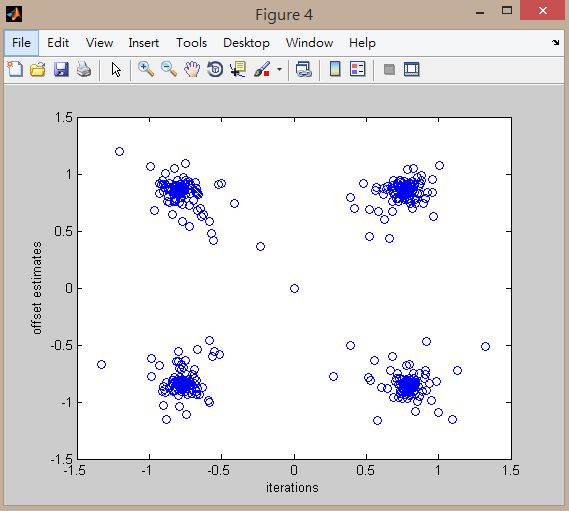 Figure 4
File Edit View Insert Tools Desktop Window Help
1.5
1
0.5
0
-0.5
-1
-1.5
offset estimates
-1.5 -1 -0.5 0 0.5 1 1.5
iterations